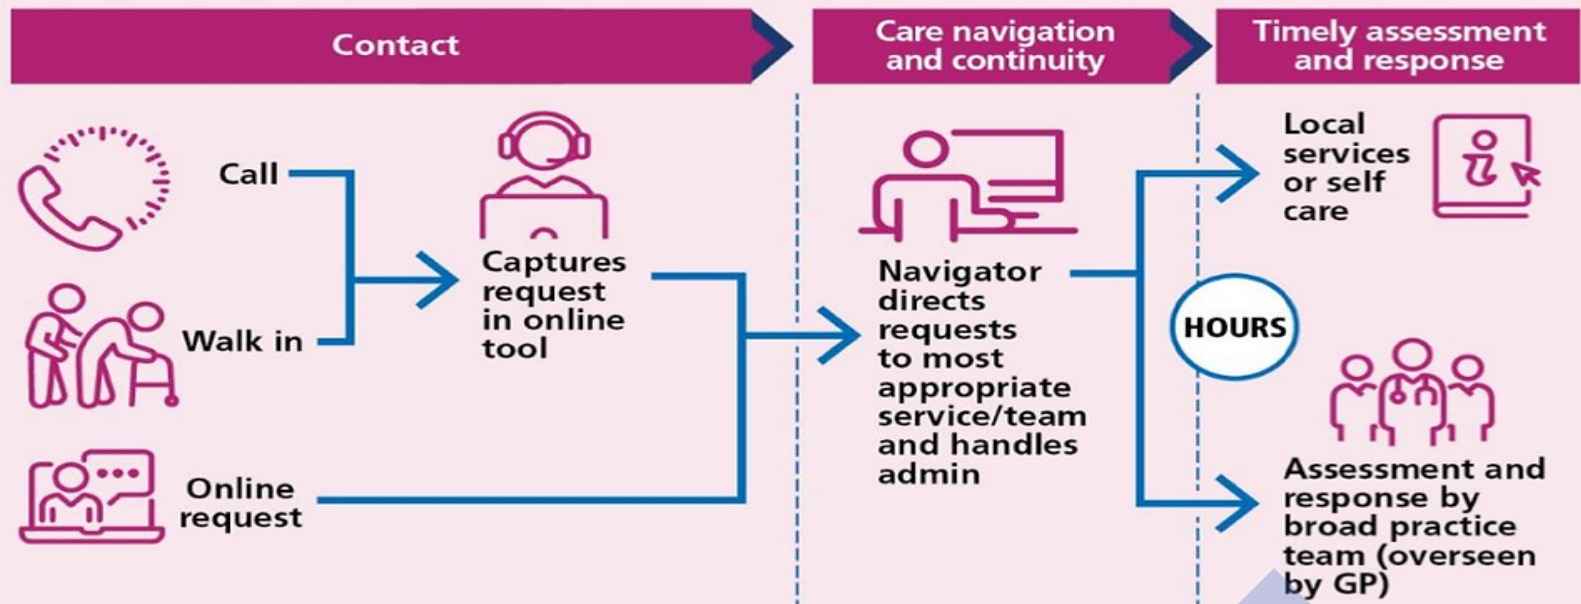 Contact
Care navigation
and continuity
Timely assessment
and response
Call
Walk in
Online
request
Captures
request
in online
tool
Navigator
directs
requests
to most
appropriate
service/team
and handles
admin
HOURS
Local
services
or self
care
Assessment and
response by
broad practice
team (overseen
by GP)